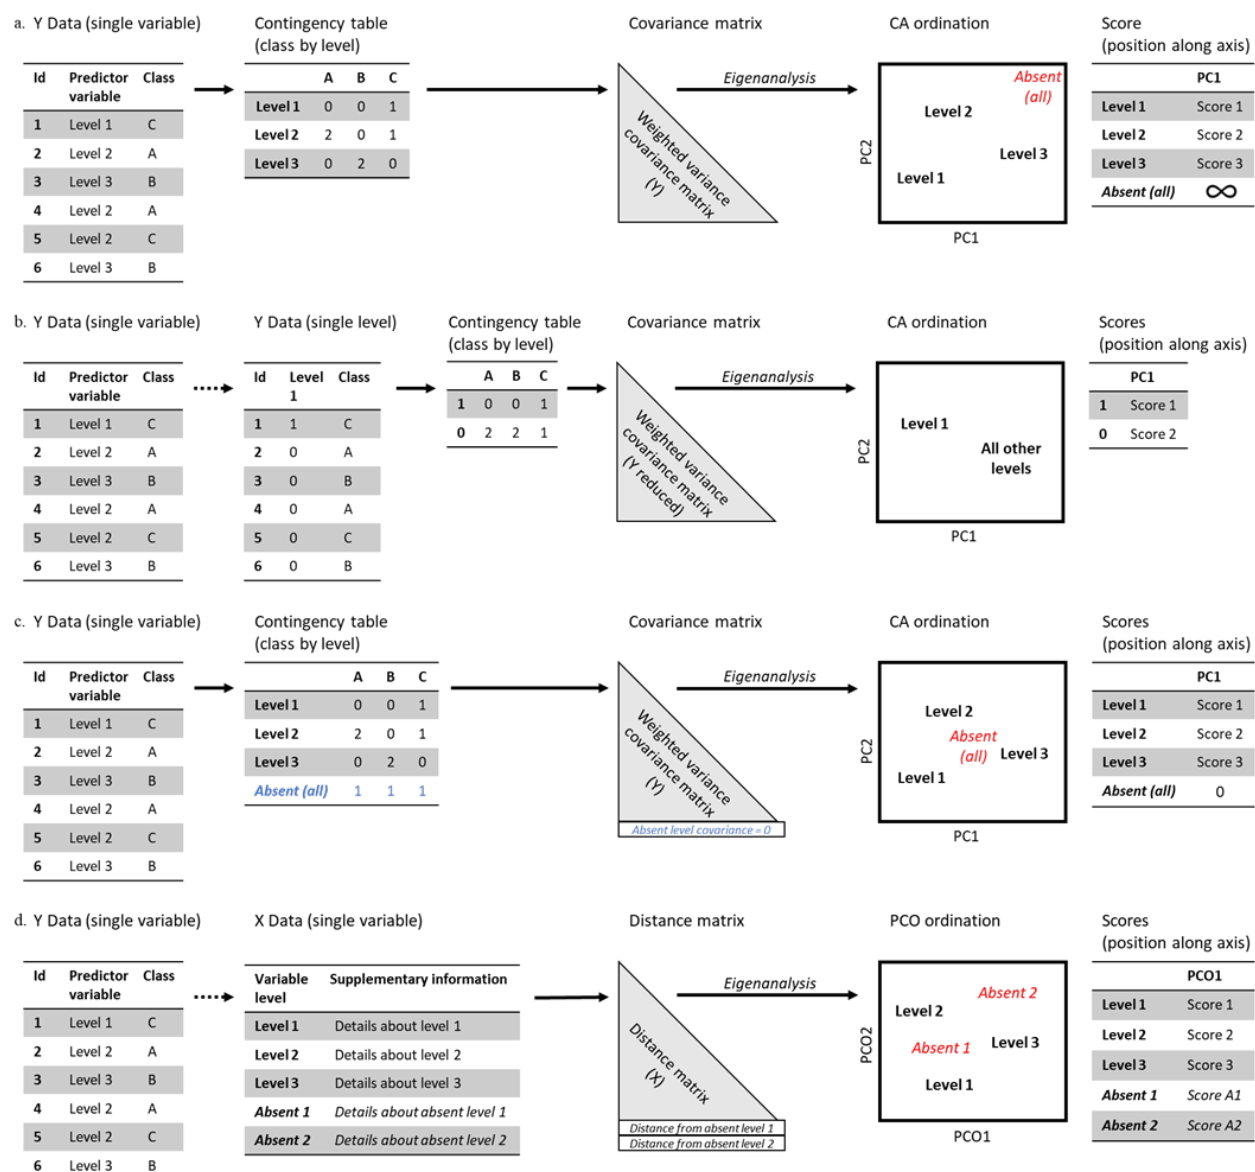 a. Y Data (single variable)
Contingency table
(class by level)
Covariance matrix
CA ordination
Score
(position along axis)
Id Predictor variable Class
1 Level 1 C
2 Level 2 A
3 Level 3 B
4 Level 2 A
5 Level 2 C
6 Level 3 B
A B C
Level 1 0 0 1
Level 2 2 0 1
Level 3 0 2 0
Weighted variance
covariance matrix
(Y)
Eigenanalysis
Absent
(all)
Level 2
Level 3
Level 1
PC2
PC1
PC1
Level 1 Score 1
Level 2 Score 2
Level 3 Score 3
Absent (all) ∞
b. Y Data (single variable)
Y Data (single level)
Contingency table
(class by level)
Covariance matrix
CA ordination
Scores
(position along axis)
Id Predictor variable Class
1 Level 1 C
2 Level 2 A
3 Level 3 B
4 Level 2 A
5 Level 2 C
6 Level 3 B
Id Level 1 Class
1 1 C
2 0 A
3 0 B
4 0 A
5 0 C
6 0 B
A B C
1 0 0 1
0 2 2 1
Weighted variance
covariance matrix
(Y reduced)
Eigenanalysis
Level 1
All other
levels
PC2
PC1
PC1
1 Score 1
0 Score 2
c. Y Data (single variable)
Contingency table
(class by level)
Covariance matrix
CA ordination
Scores
(position along axis)
Id Predictor variable Class
1 Level 1 C
2 Level 2 A
3 Level 3 B
4 Level 2 A
5 Level 2 C
6 Level 3 B
A B C
Level 1 0 0 1
Level 2 2 0 1
Level 3 0 2 0
Absent (all) 1 1 1
Weighted variance
covariance matrix
(Y)
Absent level covariance = 0
Eigenanalysis
Level 2
Absent
(all)
Level 3
Level 1
PC2
PC1
PC1
Level 1 Score 1
Level 2 Score 2
Level 3 Score 3
Absent (all) 0
d. Y Data (single variable)
X Data (single variable)
Distance matrix
PCO ordination
Scores
(position along axis)
Id Predictor variable Class
1 Level 1 C
2 Level 2 A
3 Level 3 B
4 Level 2 A
5 Level 2 C
6 Level 3 B
Variable level Supplementary information
Level 1 Details about level 1
Level 2 Details about level 2
Level 3 Details about level 3
Absent 1 Details about absent level 1
Absent 2 Details about absent level 2
Distance matrix
(X)
Distance from absent level 1
Distance from absent level 2
Eigenanalysis
Absent 2
Level 2
Absent 1
Level 3
Level 1
PCO2
PCO1
PCO1
Level 1 Score 1
Level 2 Score 2
Level 3 Score 3
Absent 1 Score A1
Absent 2 Score A2